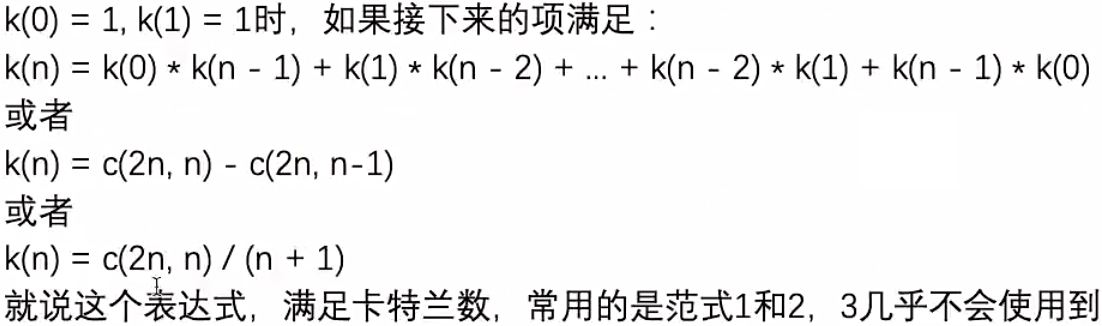 k(0) = 1, k(1) = 1时，如果接下来的项满足：
k(n) = k(0) * k(n - 1) + k(1) * k(n - 2) + ... + k(n - 2) * k(1) + k(n - 1) * k(0)
或者
k(n) = c(2n, n) - c(2n, n-1)
或者
k(n) = c(2n, n) / (n + 1)
就说这个表达式，满足卡特兰数，常用的是范式1和2，3几乎不会使用到